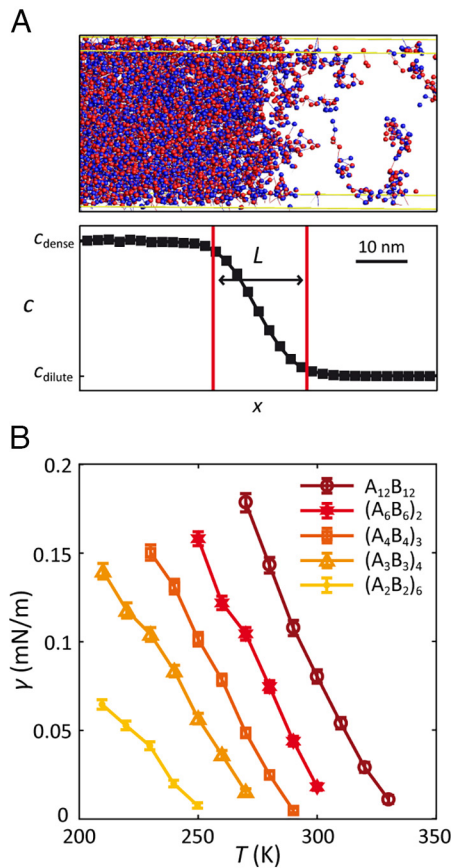 A
c_dense
L
10 nm
c
c_dilute
x
B
0.2
A₁₂B₁₂
(A₆B₆)₂
(A₄B₄)₃
(A₃B₃)₄
(A₂B₂)₆
0.15
γ (mN/m)
0.1
0.05
0
200 250 300 350
T (K)